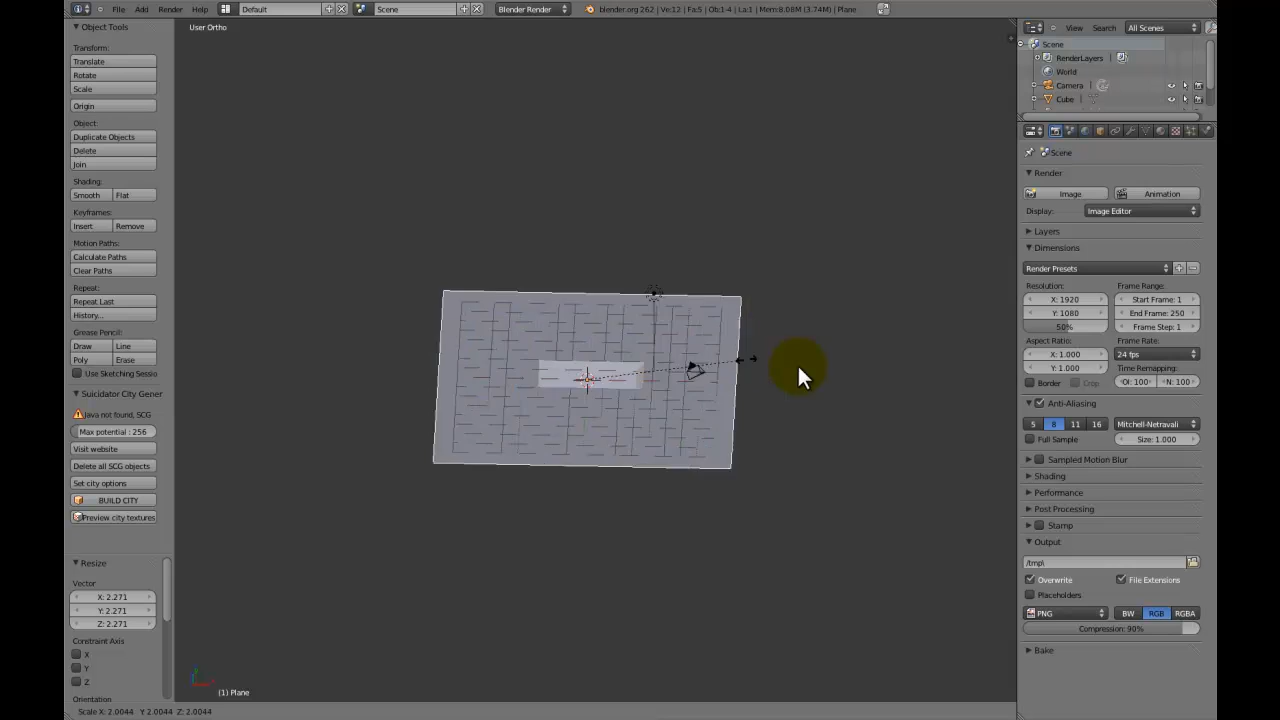 File Add Render Help Default Scene Blender Render blender.org 262 | Ve:12 | Fa:5 | Ob:1-4 | La:1 | Mem:8.08M (3.74M) | Plane
Object Tools
Transform:
Translate
Rotate
Scale
Origin
Object:
Duplicate Objects
Delete
Join
Shading:
Smooth Flat
Keyframes:
Insert Remove
Motion Paths:
Calculate Paths
Clear Paths
Repeat:
Repeat Last
History...
Grease Pencil:
Draw Line
Poly Erase
Use Sketching Sessio
Suicidator City Gener
Java not found, SCG
Max potential : 256
Visit website
Delete all SCG objects
Set city options
BUILD CITY
Preview city textures
Resize
Vector
X: 2.271
Y: 2.271
Z: 2.271
Constraint Axis
X
Y
Z
Orientation
User Ortho
(1) Plane
Scale X: 2.0044 Y: 2.0044 Z: 2.0044
View Search All Scenes
Scene
RenderLayers
World
Camera
Cube
Scene
Render
Image Animation
Display: Image Editor
Layers
Dimensions
Render Presets
Resolution: Frame Range:
X: 1920 Start Frame: 1
Y: 1080 End Frame: 250
50% Frame Step: 1
Aspect Ratio: Frame Rate:
X: 1.000 24 fps
Y: 1.000 Time Remapping:
Border Crop Ol: 100 N: 100
Anti-Aliasing
5 8 11 16 Mitchell-Netravali
Full Sample Size: 1.000
Sampled Motion Blur
Shading
Performance
Post Processing
Stamp
Output
/tmp\
Overwrite File Extensions
Placeholders
PNG BW RGB RGBA
Compression: 90%
Bake